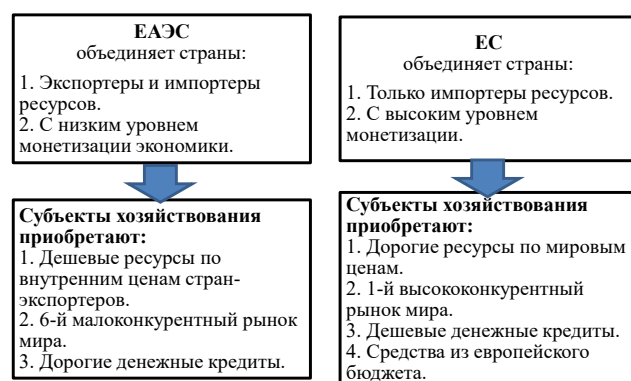 ЕАЭС
объединяет страны:
1. Экспортеры и импортеры
ресурсов.
2. С низким уровнем
монетизации экономики.
Субъекты хозяйствования
приобретают:
1. Дешевые ресурсы по
внутренним ценам стран-
экспортеров.
2. 6-й малоконкурентный рынок
мира.
3. Дорогие денежные кредиты.
ЕС
объединяет страны:
1. Только импортеры ресурсов.
2. С высоким уровнем
монетизации.
Субъекты хозяйствования
приобретают:
1. Дорогие ресурсы по мировым
ценам.
2. 1-й высококонкурентный
рынок мира.
3. Дешевые денежные кредиты.
4. Средства из европейского
бюджета.